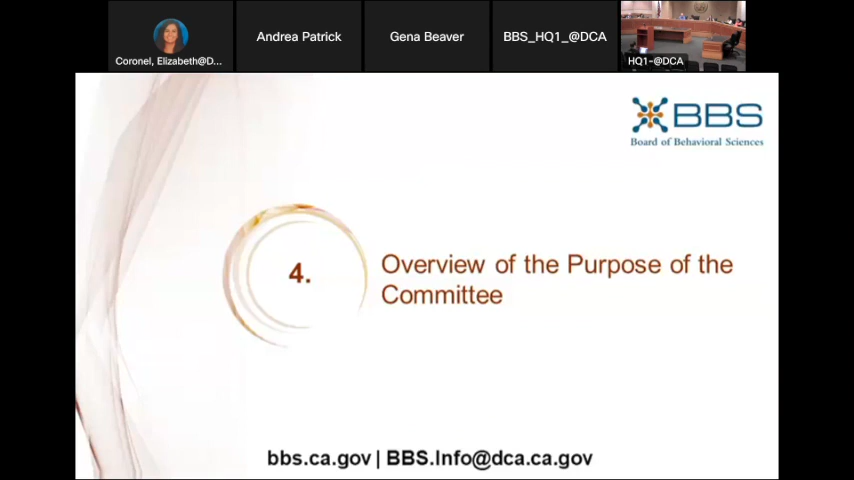 Coronel, Elizabeth@D...
Andrea Patrick
Gena Beaver
BBS_HQ1_@DCA
HQ1-@DCA
BBS
Board of Behavioral Sciences
4.
Overview of the Purpose of the
Committee
bbs.ca.gov | BBS.Info@dca.ca.gov